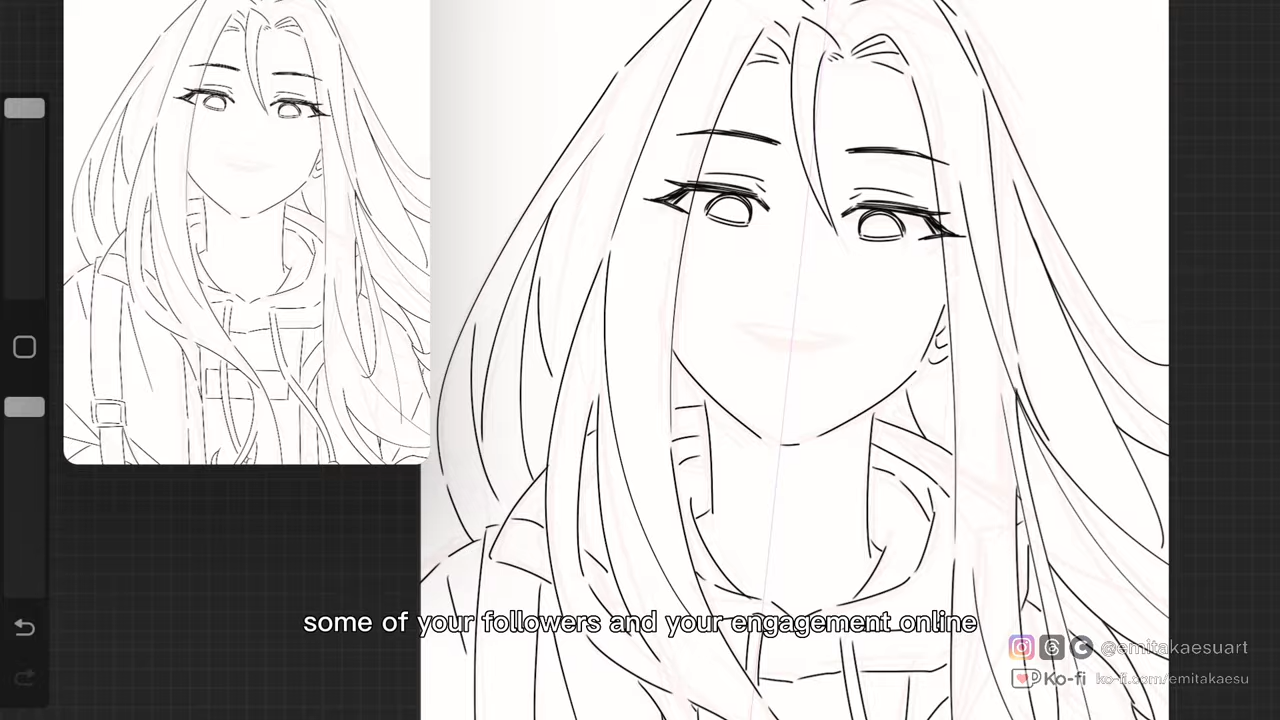 some of your followers and your engagement online
@emitakaesuart
Ko-fi ko-fi.com/emitakaesu